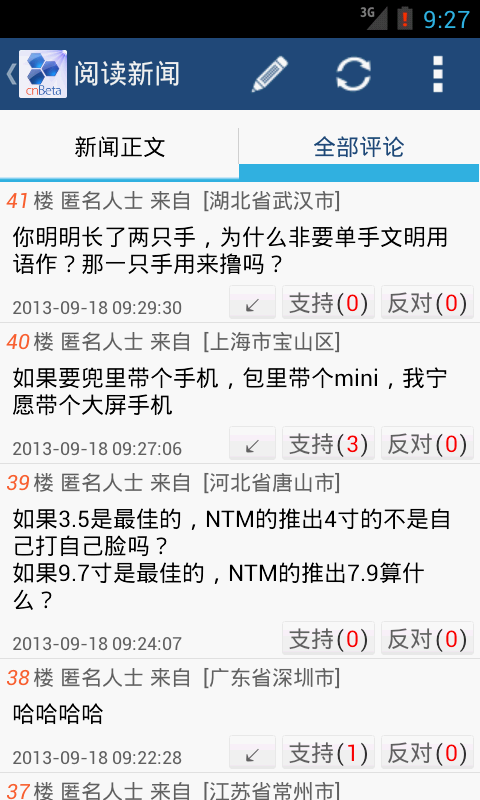 3G 9:27
cnBeta 阅读新闻
新闻正文 全部评论
41 楼 匿名人士 来自 [湖北省武汉市]
你明明长了两只手，为什么非要单手文明用
语作？那一只手用来撸吗？
2013-09-18 09:29:30 ↙ 支持(0) 反对(0)
40 楼 匿名人士 来自 [上海市宝山区]
如果要兜里带个手机，包里带个mini，我宁
愿带个大屏手机
2013-09-18 09:27:06 ↙ 支持(3) 反对(0)
39 楼 匿名人士 来自 [河北省唐山市]
如果3.5是最佳的，NTM的推出4寸的不是自
己打自己脸吗？
如果9.7寸是最佳的，NTM的推出7.9算什
么？
2013-09-18 09:24:07 支持(0) 反对(0)
38 楼 匿名人士 来自 [广东省深圳市]
哈哈哈哈
2013-09-18 09:22:28 ↙ 支持(1) 反对(0)
37 楼 匿名人士 来自 [江苏省常州市]